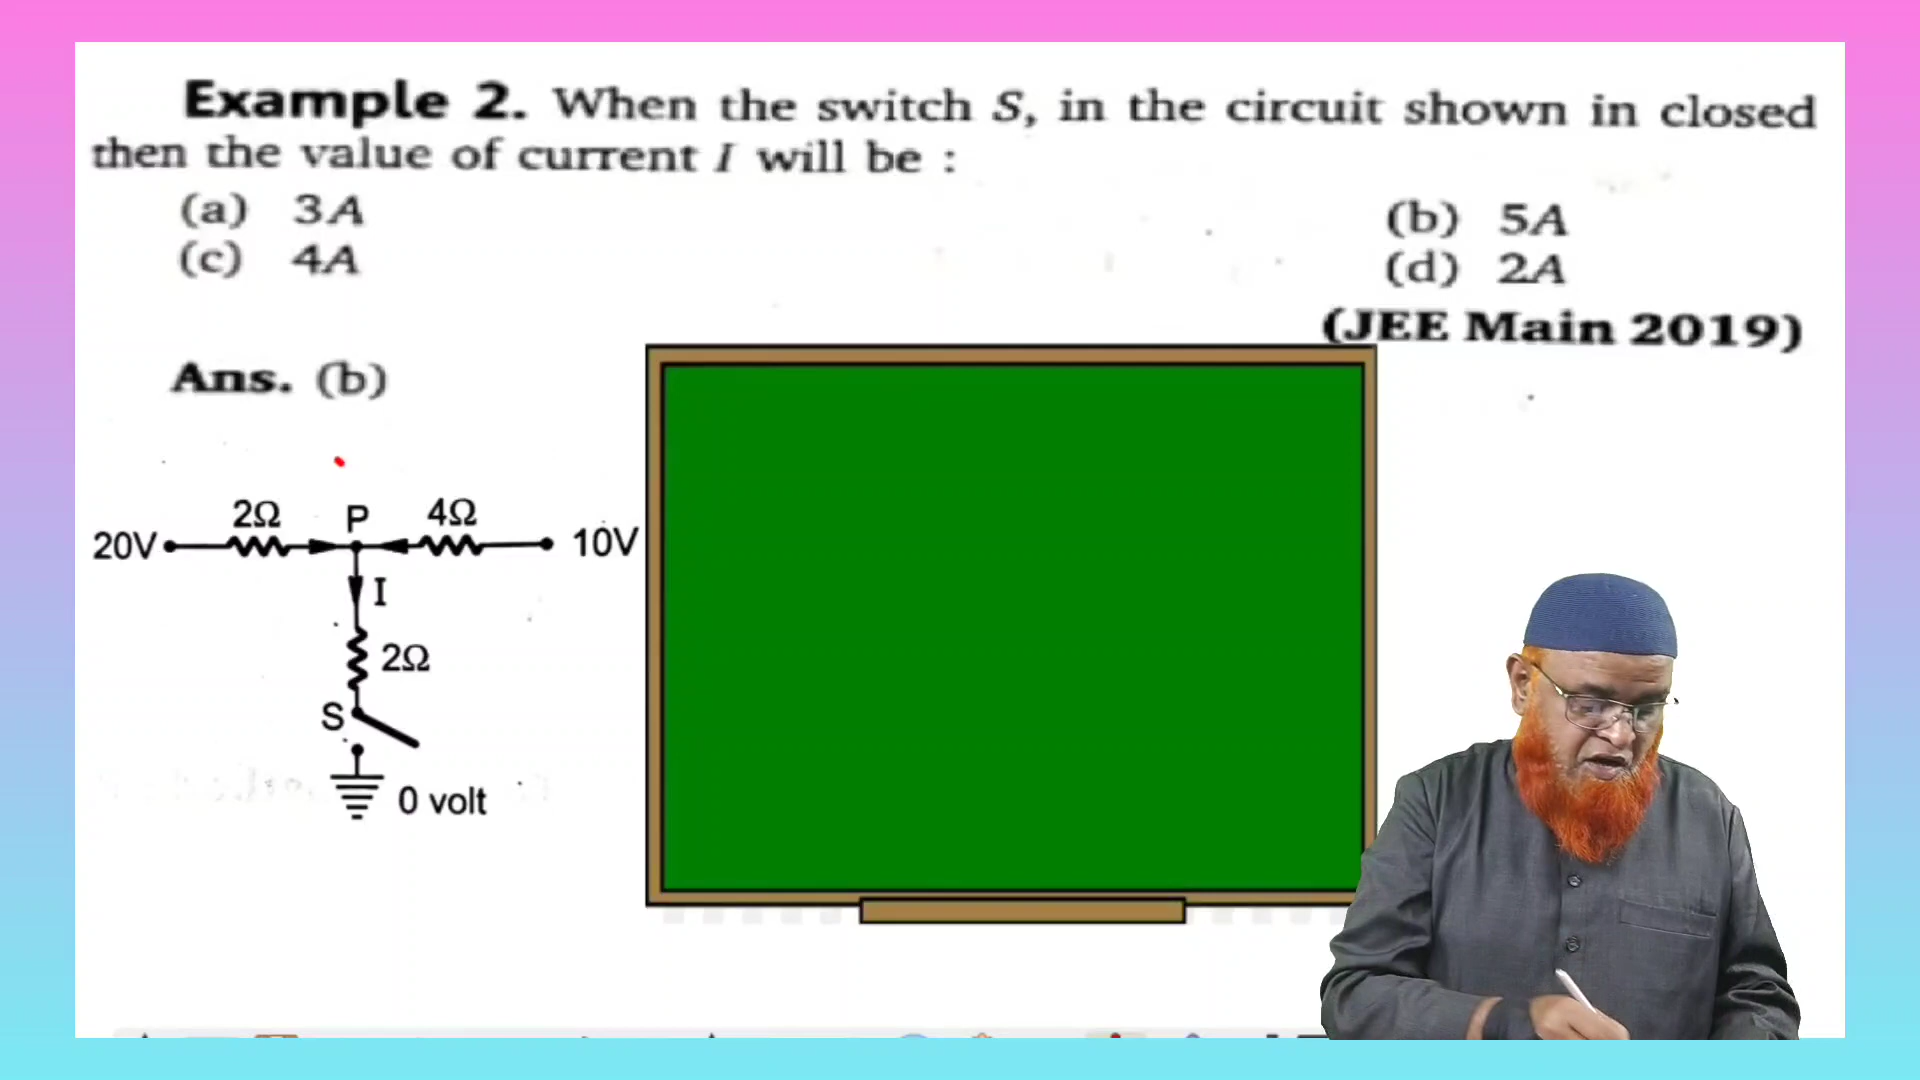 Example 2. When the switch S, in the circuit shown in closed
then the value of current I will be :
(a) 3A
(b) 5A
(c) 4A
(d) 2A
(JEE Main 2019)
Ans. (b)
2Ω P 4Ω
20V 10V
I
2Ω
S
0 volt